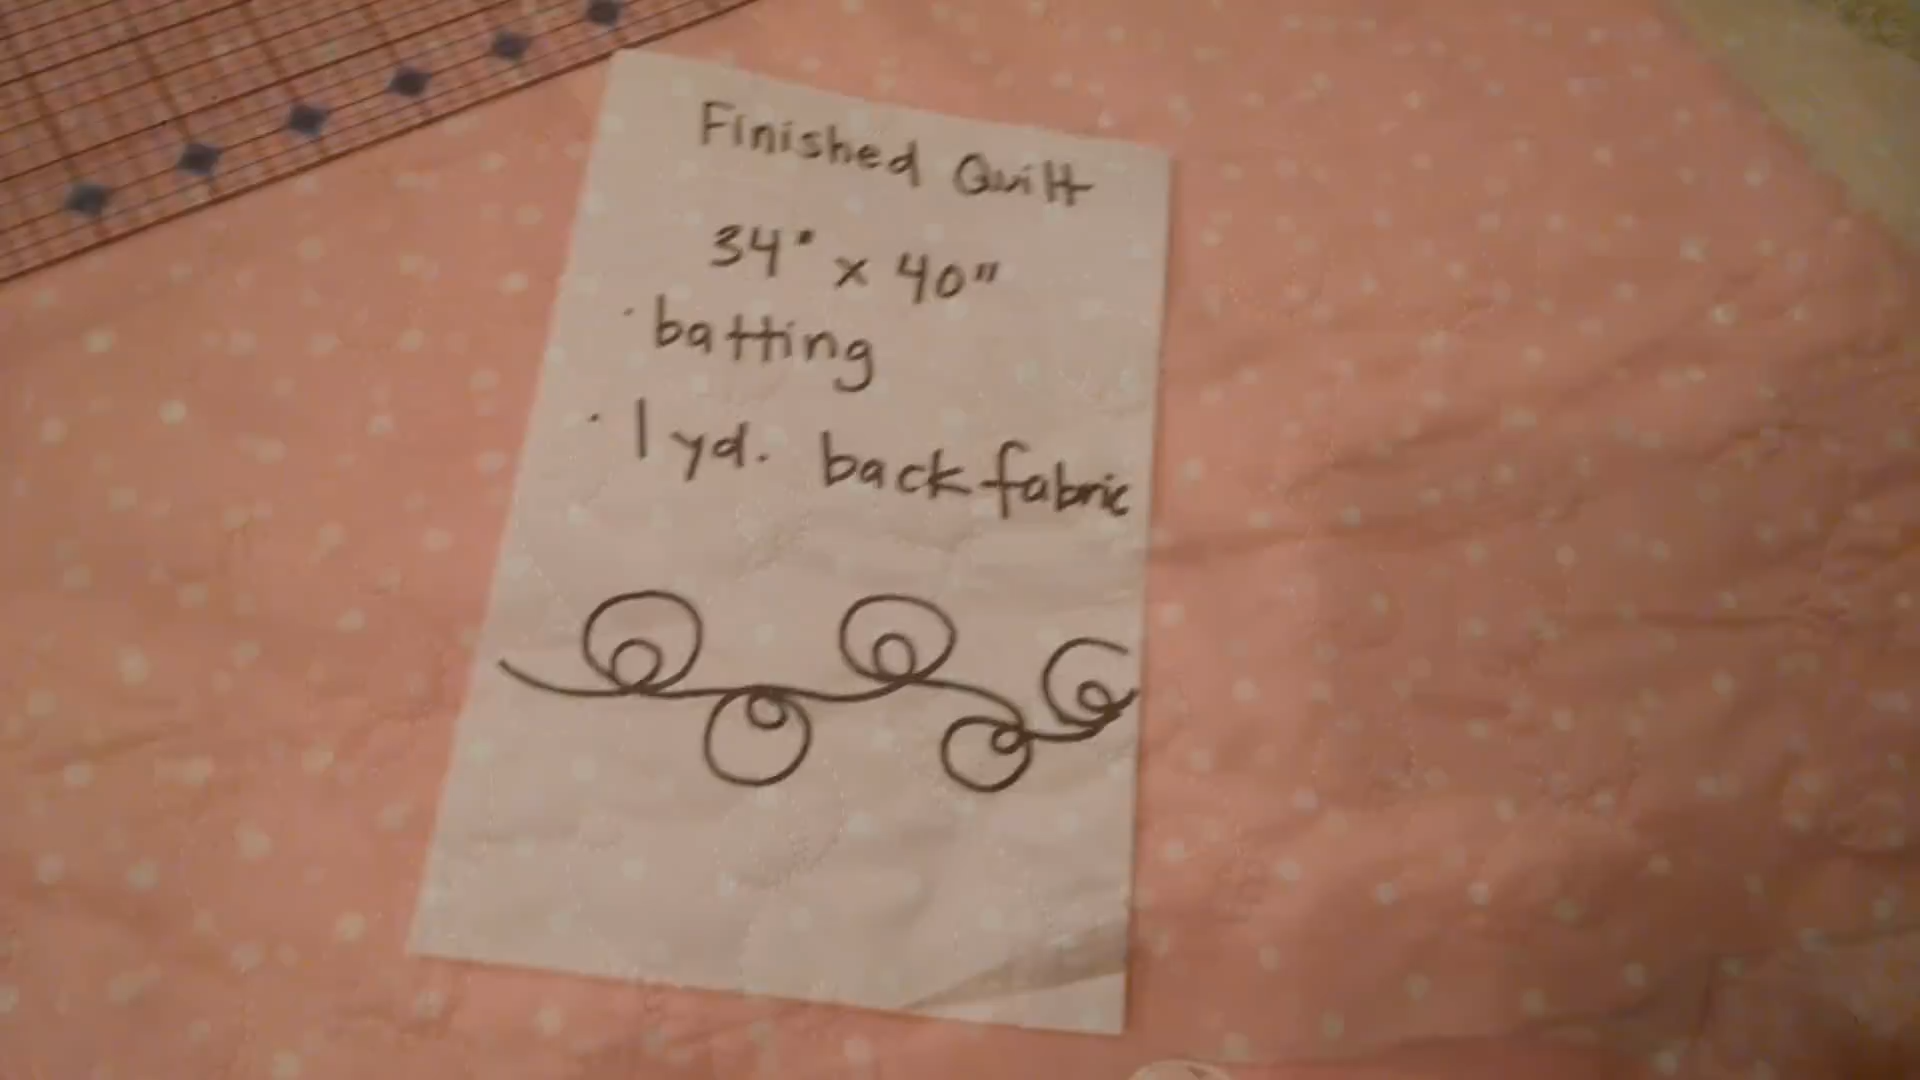 Finished Quilt
34" x 40"
· batting
· 1 yd. back fabric